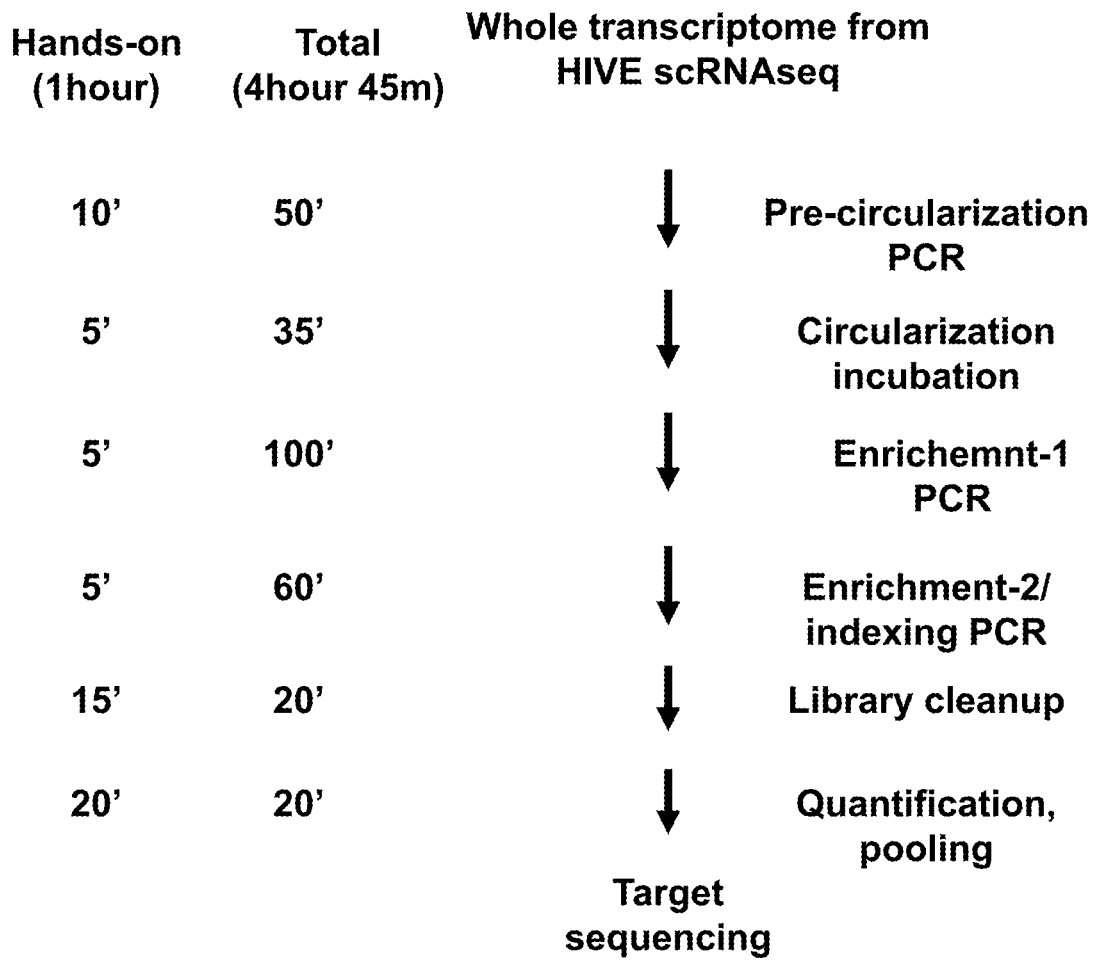 Hands-on Total Whole transcriptome from
(1hour) (4hour 45m) HIVE scRNAseq
10’ 50’ Pre-circularization
PCR
5’ 35’ Circularization
incubation
5’ 100’ Enrichemnt-1
PCR
5’ 60’ Enrichment-2/
indexing PCR
15’ 20’ Library cleanup
20’ 20’ Quantification,
pooling
Target
sequencing